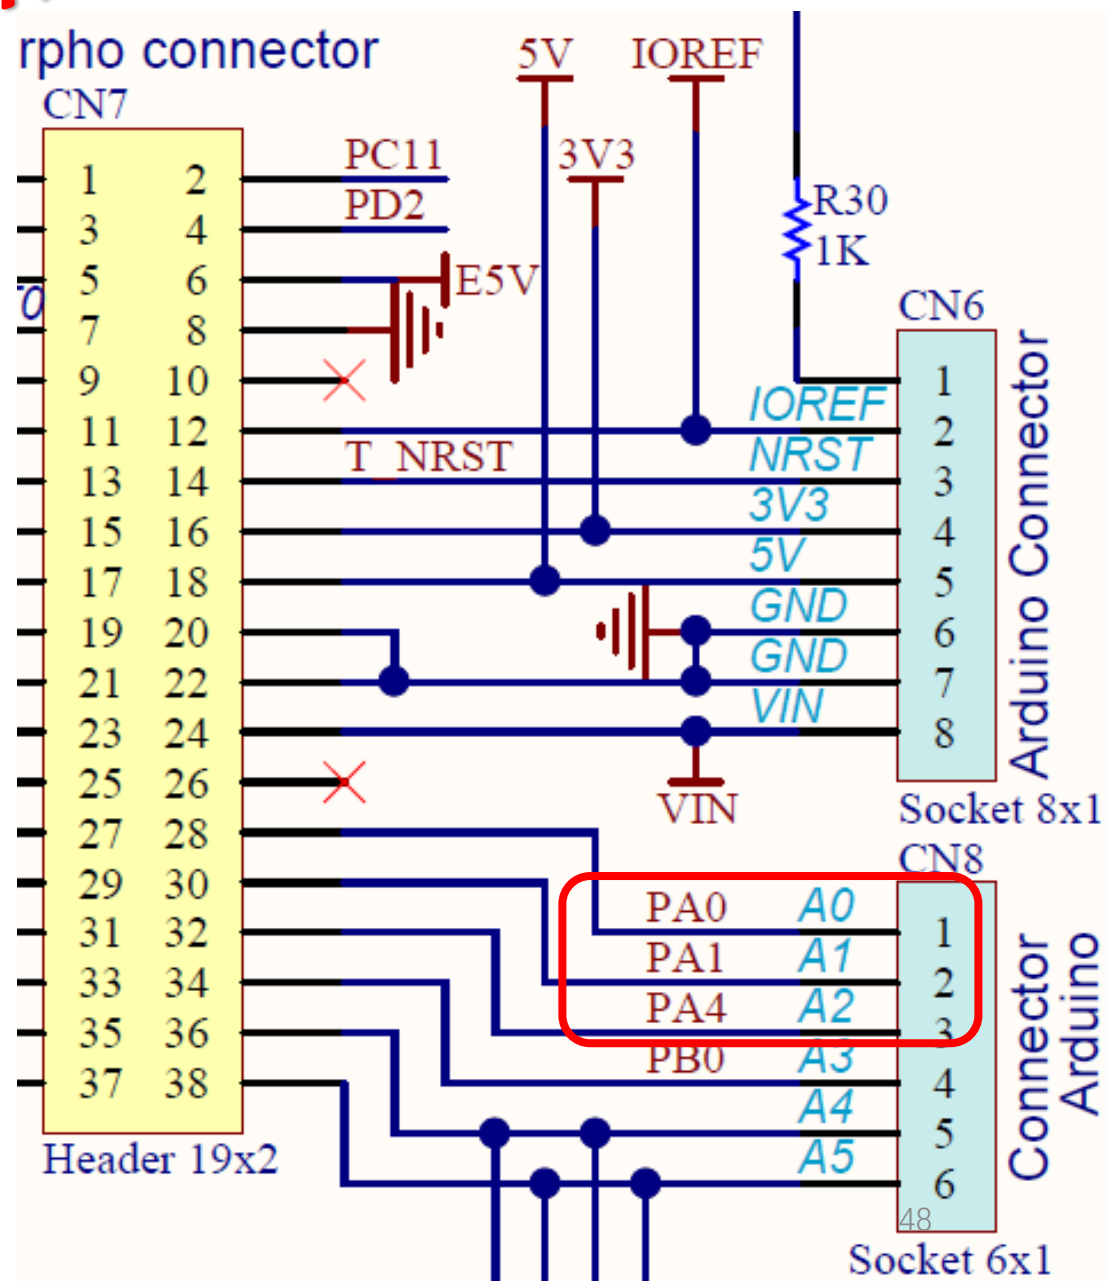 rpho connector
CN7
5V
IOREF
3V3
R30
1K
1 2 PC11
3 4 PD2
5 6 E5V
7 8
9 10
11 12
13 14 T_NRST
15 16
17 18
19 20
21 22
23 24
25 26
27 28
29 30
31 32
33 34
35 36
37 38
Header 19x2
CN6
IOREF 1
NRST 2
3V3 3
5V 4
GND 5
GND 6
VIN 7
8
VIN
Arduino Connector
Socket 8x1
CN8
PA0 A0 1
PA1 A1 2
PA4 A2 3
PB0 A3 4
A4 5
A5 6
Connector
Arduino
48
Socket 6x1